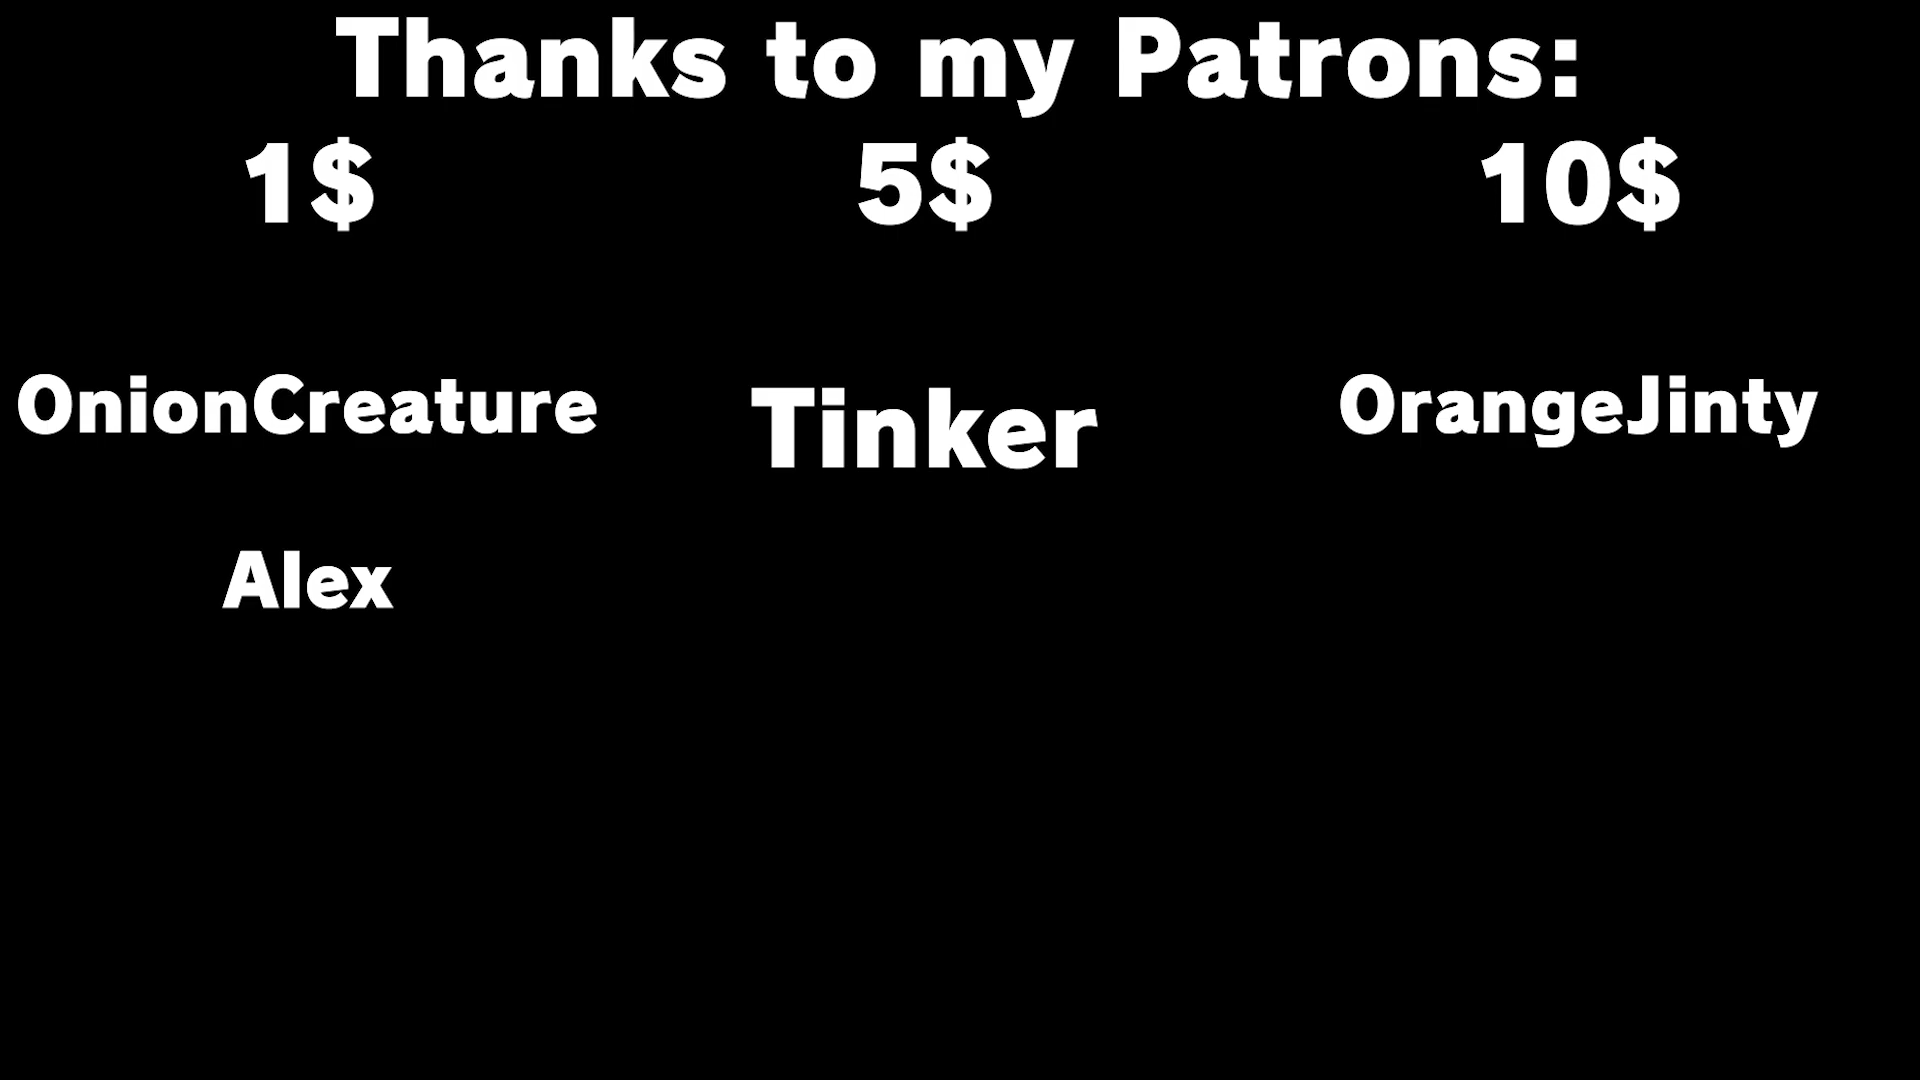 Thanks to my Patrons:
1$ 5$ 10$
OnionCreature Tinker OrangeJinty
Alex